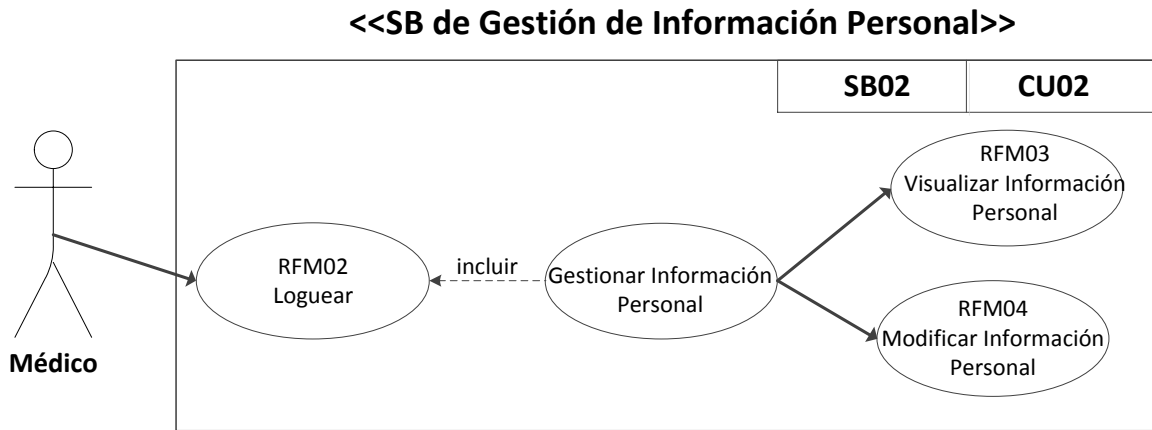 <<SB de Gestión de Información Personal>>
SB02
CU02
RFM03
Visualizar Información
Personal
RFM02
Loguear
incluir
Gestionar Información
Personal
RFM04
Modificar Información
Personal
Médico